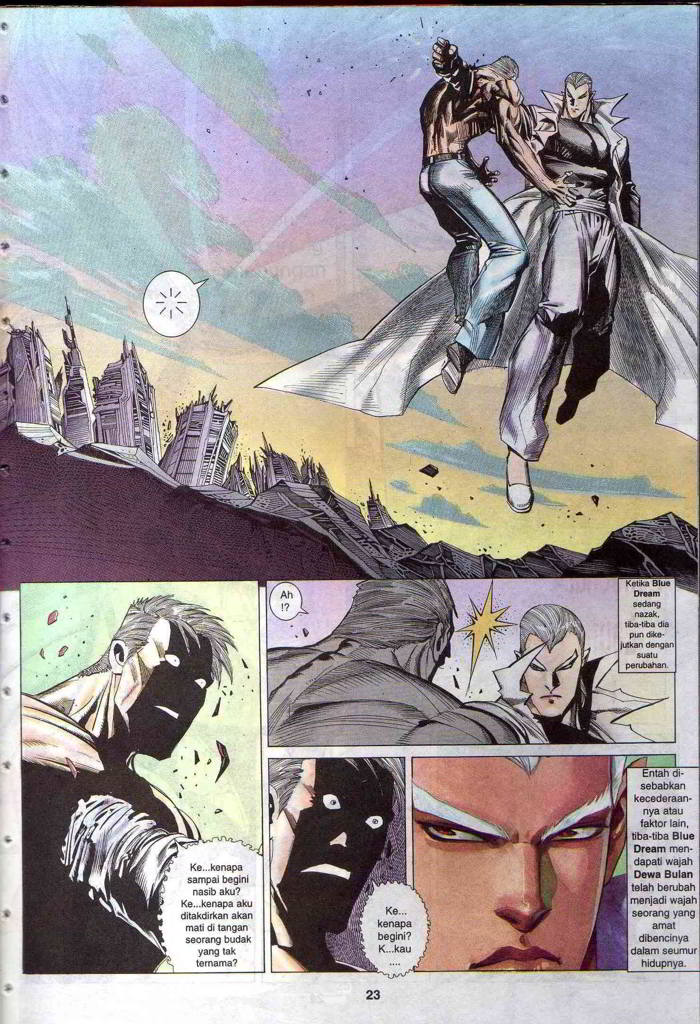 Ah
!?
Ketika Blue
Dream
sedang
nazak,
tiba-tiba dia
pun dike-
jutkan dengan
suatu
perubahan.
Ke...kenapa
sampai begini
nasib aku?
Ke...kenapa aku
ditakdirkan akan
mati di tangan
seorang budak
yang tak
ternama?
Ke...
kenapa
begini?
K...kau
....
Entah di-
sebabkan
kecederaan-
nya atau
faktor lain,
tiba-tiba Blue
Dream men-
dapati wajah
Dewa Bulan
telah berubah
menjadi wajah
seorang yang
amat
dibencinya
dalam seumur
hidupnya.
23